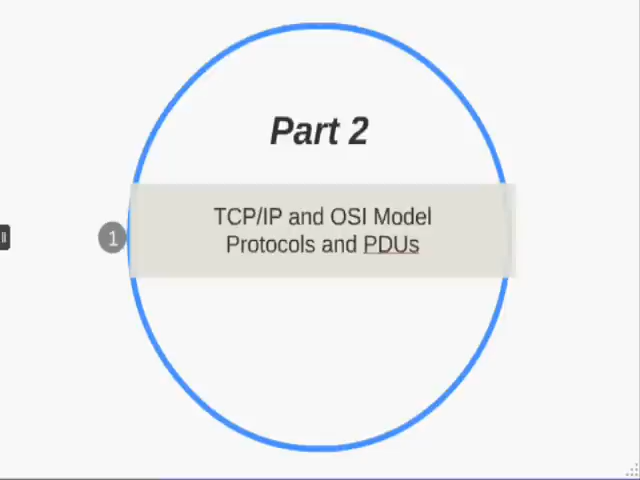 Part 2
TCP/IP and OSI Model
Protocols and PDUs
1